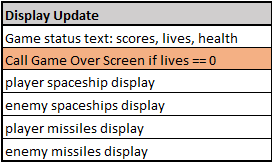 Display Update
Game status text: scores, lives, health
Call Game Over Screen if lives == 0
player spaceship display
enemy spaceships display
player missiles display
enemy missiles display